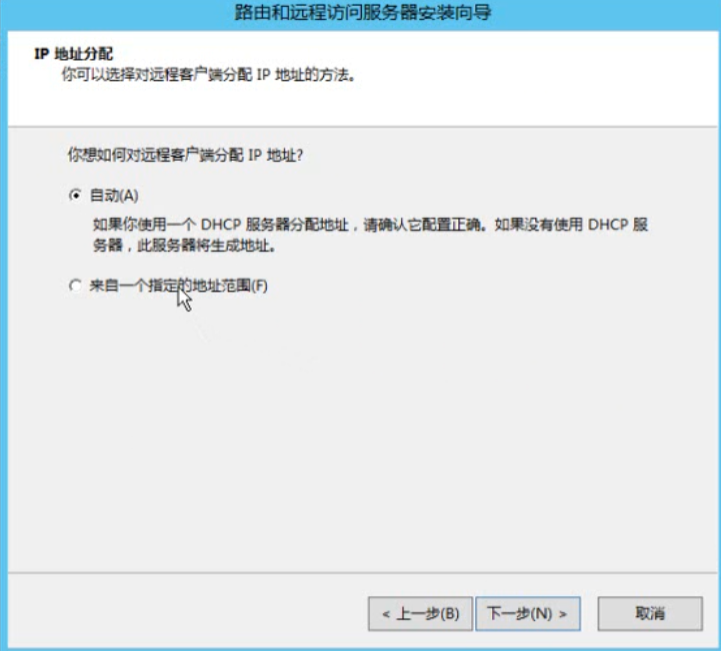 路由和远程访问服务器安装向导
IP 地址分配
你可以选择对远程客户端分配 IP 地址的方法。
你想如何对远程客户端分配 IP 地址?
自动(A)
如果你使用一个 DHCP 服务器分配地址，请确认它配置正确。如果没有使用 DHCP 服
务器，此服务器将生成地址。
来自一个指定的地址范围(F)
< 上一步(B)
下一步(N) >
取消